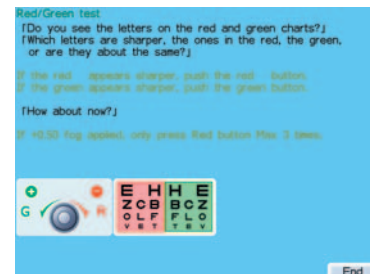 Red/Green test
「Do you see the letters on the red and green charts?」
「Which letters are sharper, the ones in the red, the green,
or are they about the same?」
If the red appears sharper, push the red button.
If the green appears sharper, push the green button.
「How about now?」
If +0.50 fog applied, only press Red button Max 3 times.
G R
E H H E
Z C B B C Z
O L F F L O
V E T T E V
End